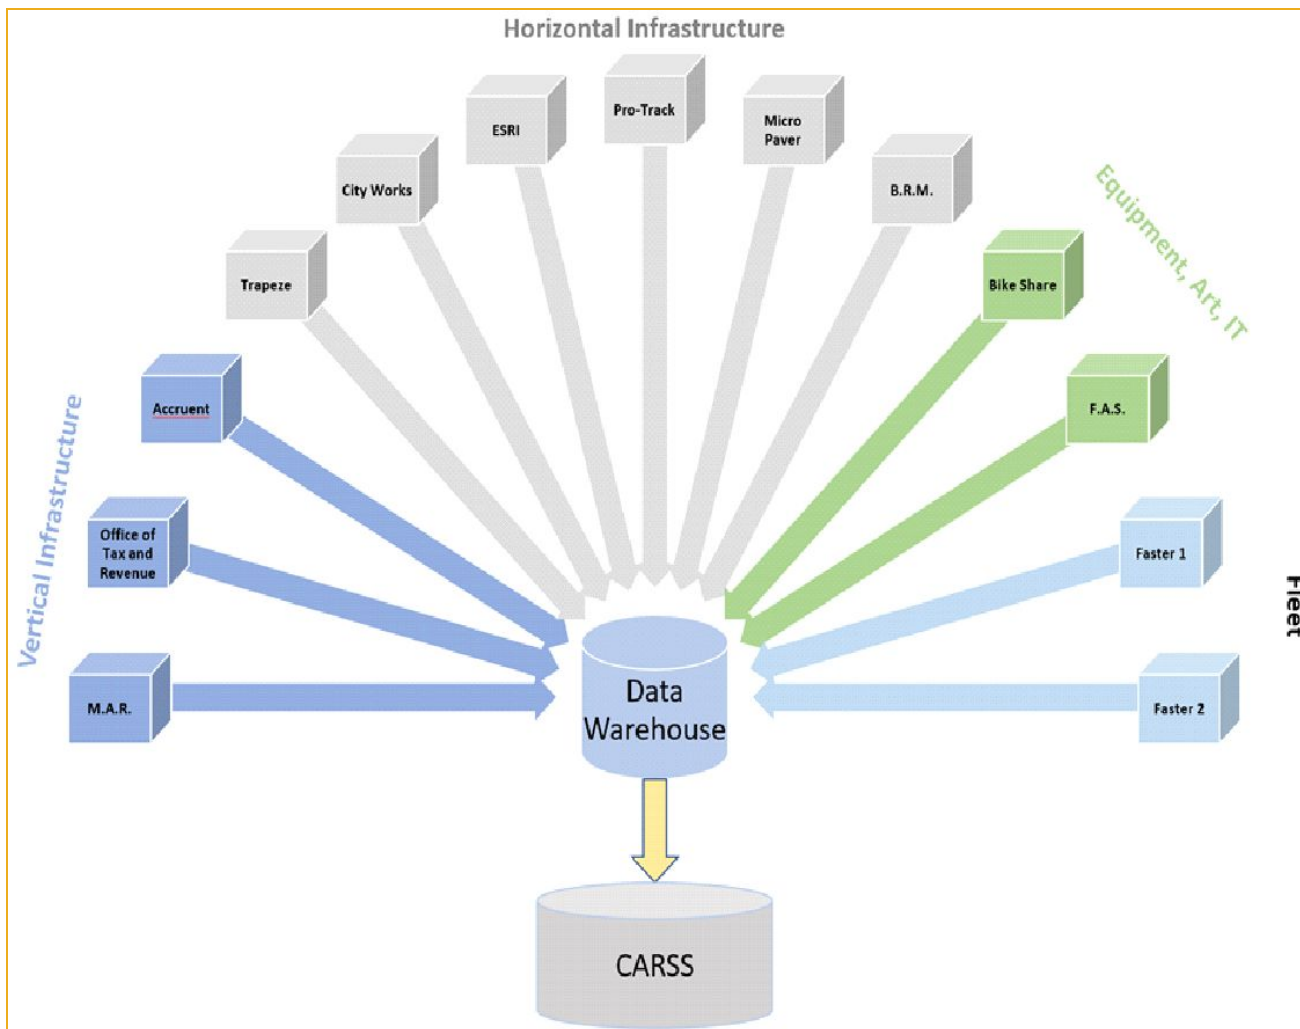 Horizontal Infrastructure
Pro-Track
ESRI
Micro
Paver
City Works
B.R.M.
Equipment, Art, IT
Trapeze
Bike Share
Accruent
F.A.S.
Vertical Infrastructure
Office of
Tax and
Revenue
Faster 1
Fleet
M.A.R.
Faster 2
Data
Warehouse
CARSS